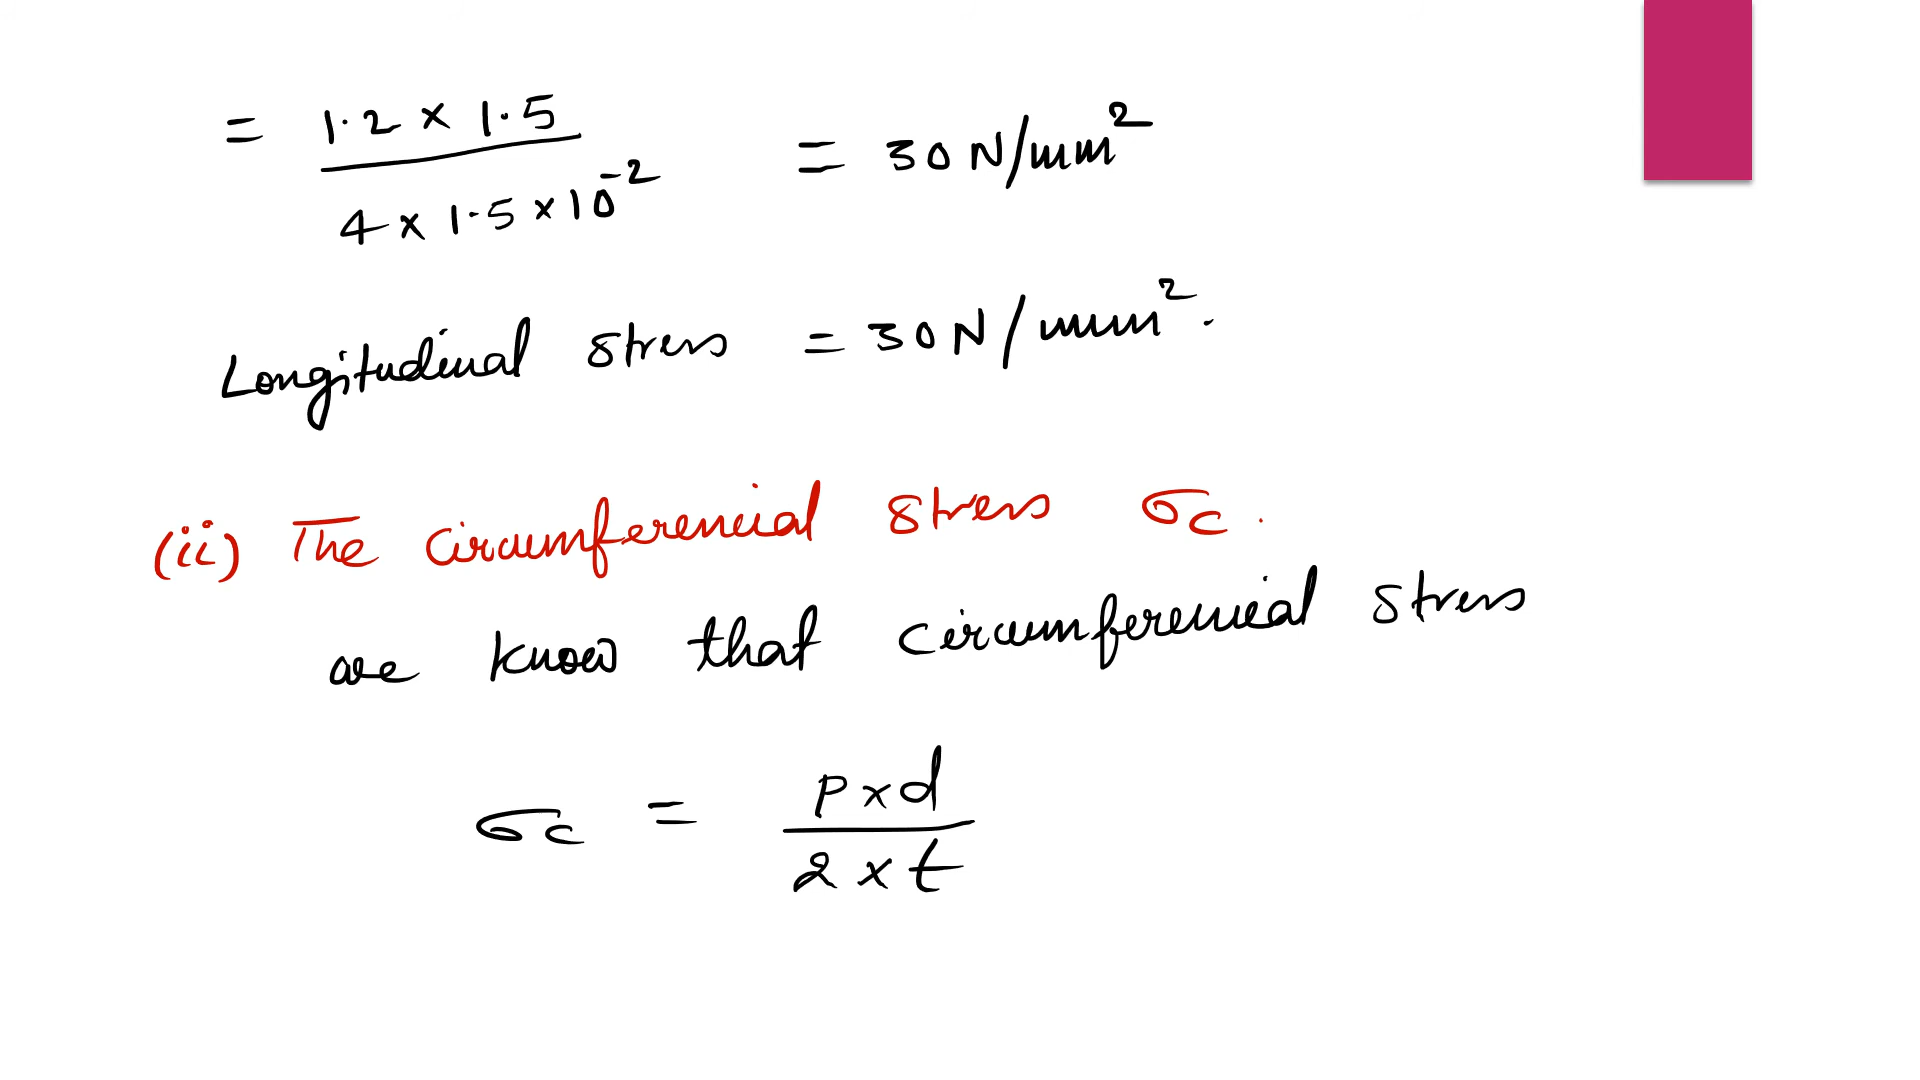 = 1.2 × 1.5 / 4 × 1.5 × 10⁻² = 30 N/mm²
Longitudinal stress = 30 N/mm².
(ii) The circumferencial stress σc.
we know that circumferencial stress
σc = p × d / 2 × t